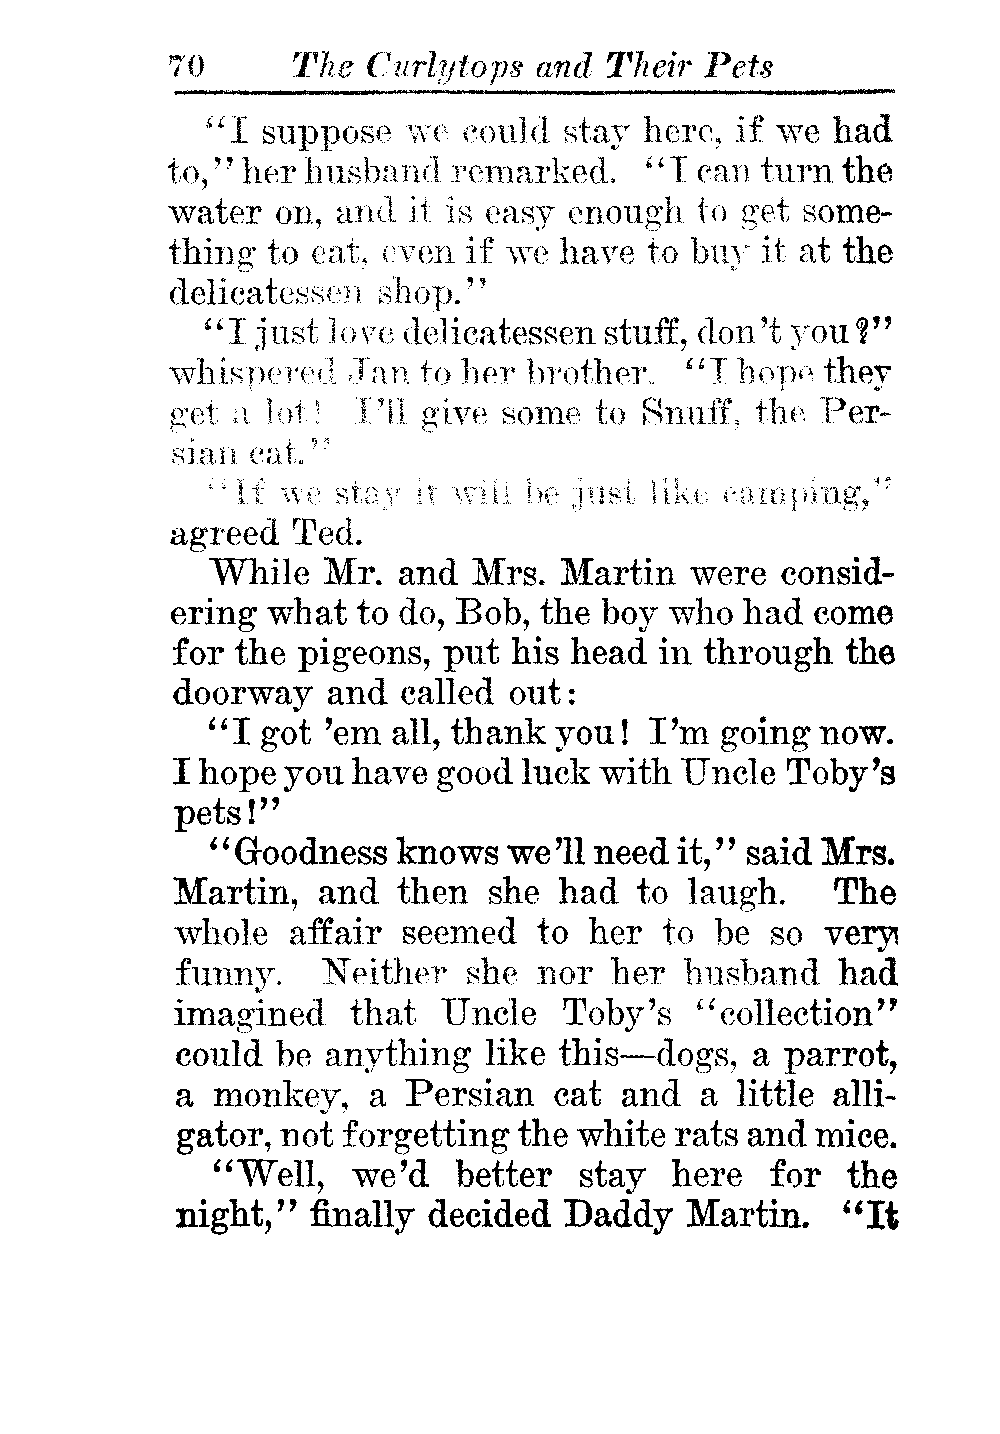 70 The Curlytops and Their Pets
“I suppose we could stay here, if we had
to,” her husband remarked. “I can turn the
water on, and it is easy enough to get some-
thing to eat, even if we have to buy it at the
delicatessen shop.”
“I just love delicatessen stuff, don’t you?”
whispered Jan to her brother. “I hope they
get a lot! I’ll give some to Snuff, the Per-
sian cat.”
“If we stay it will be just like camping,”
agreed Ted.
While Mr. and Mrs. Martin were consid-
ering what to do, Bob, the boy who had come
for the pigeons, put his head in through the
doorway and called out:
“I got ’em all, thank you! I’m going now.
I hope you have good luck with Uncle Toby’s
pets!”
“Goodness knows we’ll need it,” said Mrs.
Martin, and then she had to laugh. The
whole affair seemed to her to be so very
funny. Neither she nor her husband had
imagined that Uncle Toby’s “collection”
could be anything like this—dogs, a parrot,
a monkey, a Persian cat and a little alli-
gator, not forgetting the white rats and mice.
“Well, we’d better stay here for the
night,” finally decided Daddy Martin. “It